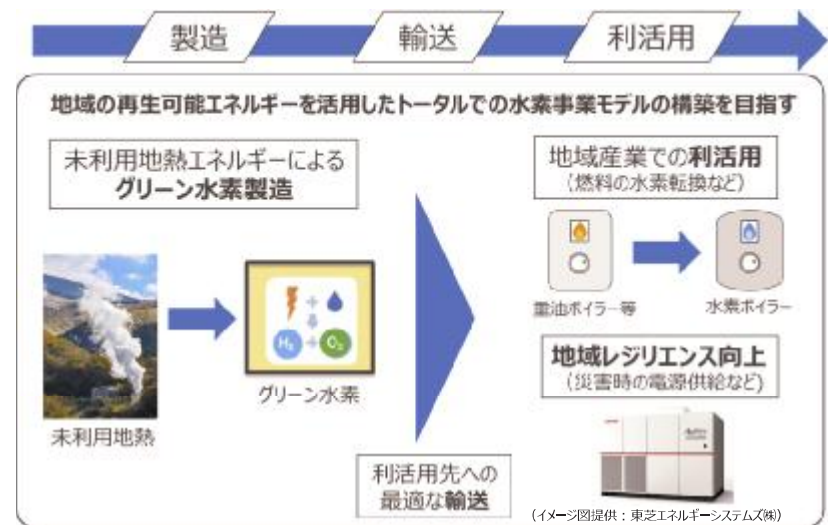 製造
輸送
利活用
地域の再生可能エネルギーを活用したトータルでの水素事業モデルの構築を目指す
未利用地熱エネルギーによる
グリーン水素製造
未利用地熱
H₂
+
O₂
グリーン水素
利活用先への
最適な輸送
地域産業での利活用
(燃料の水素転換など)
重油ボイラー等
水素ボイラー
地域レジリエンス向上
(災害時の電源供給など)
(イメージ図提供:東芝エネルギーシステムズ㈱)